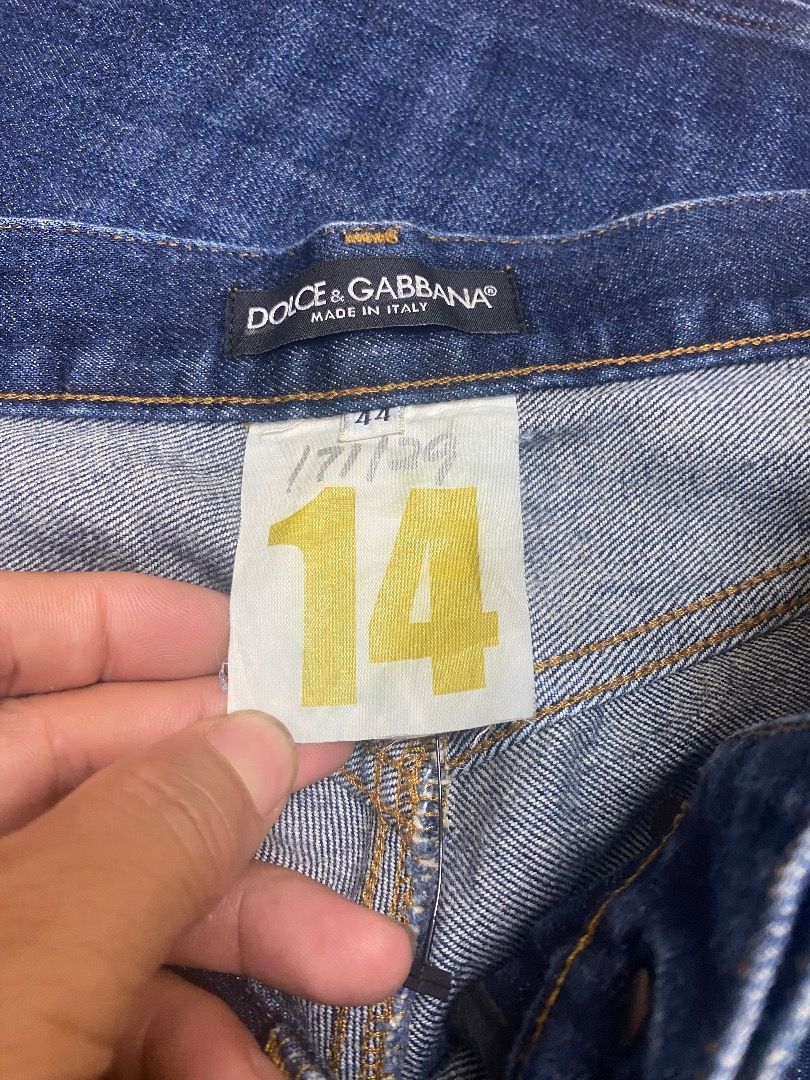 DOLCE & GABBANA®
MADE IN ITALY
44
171129
14